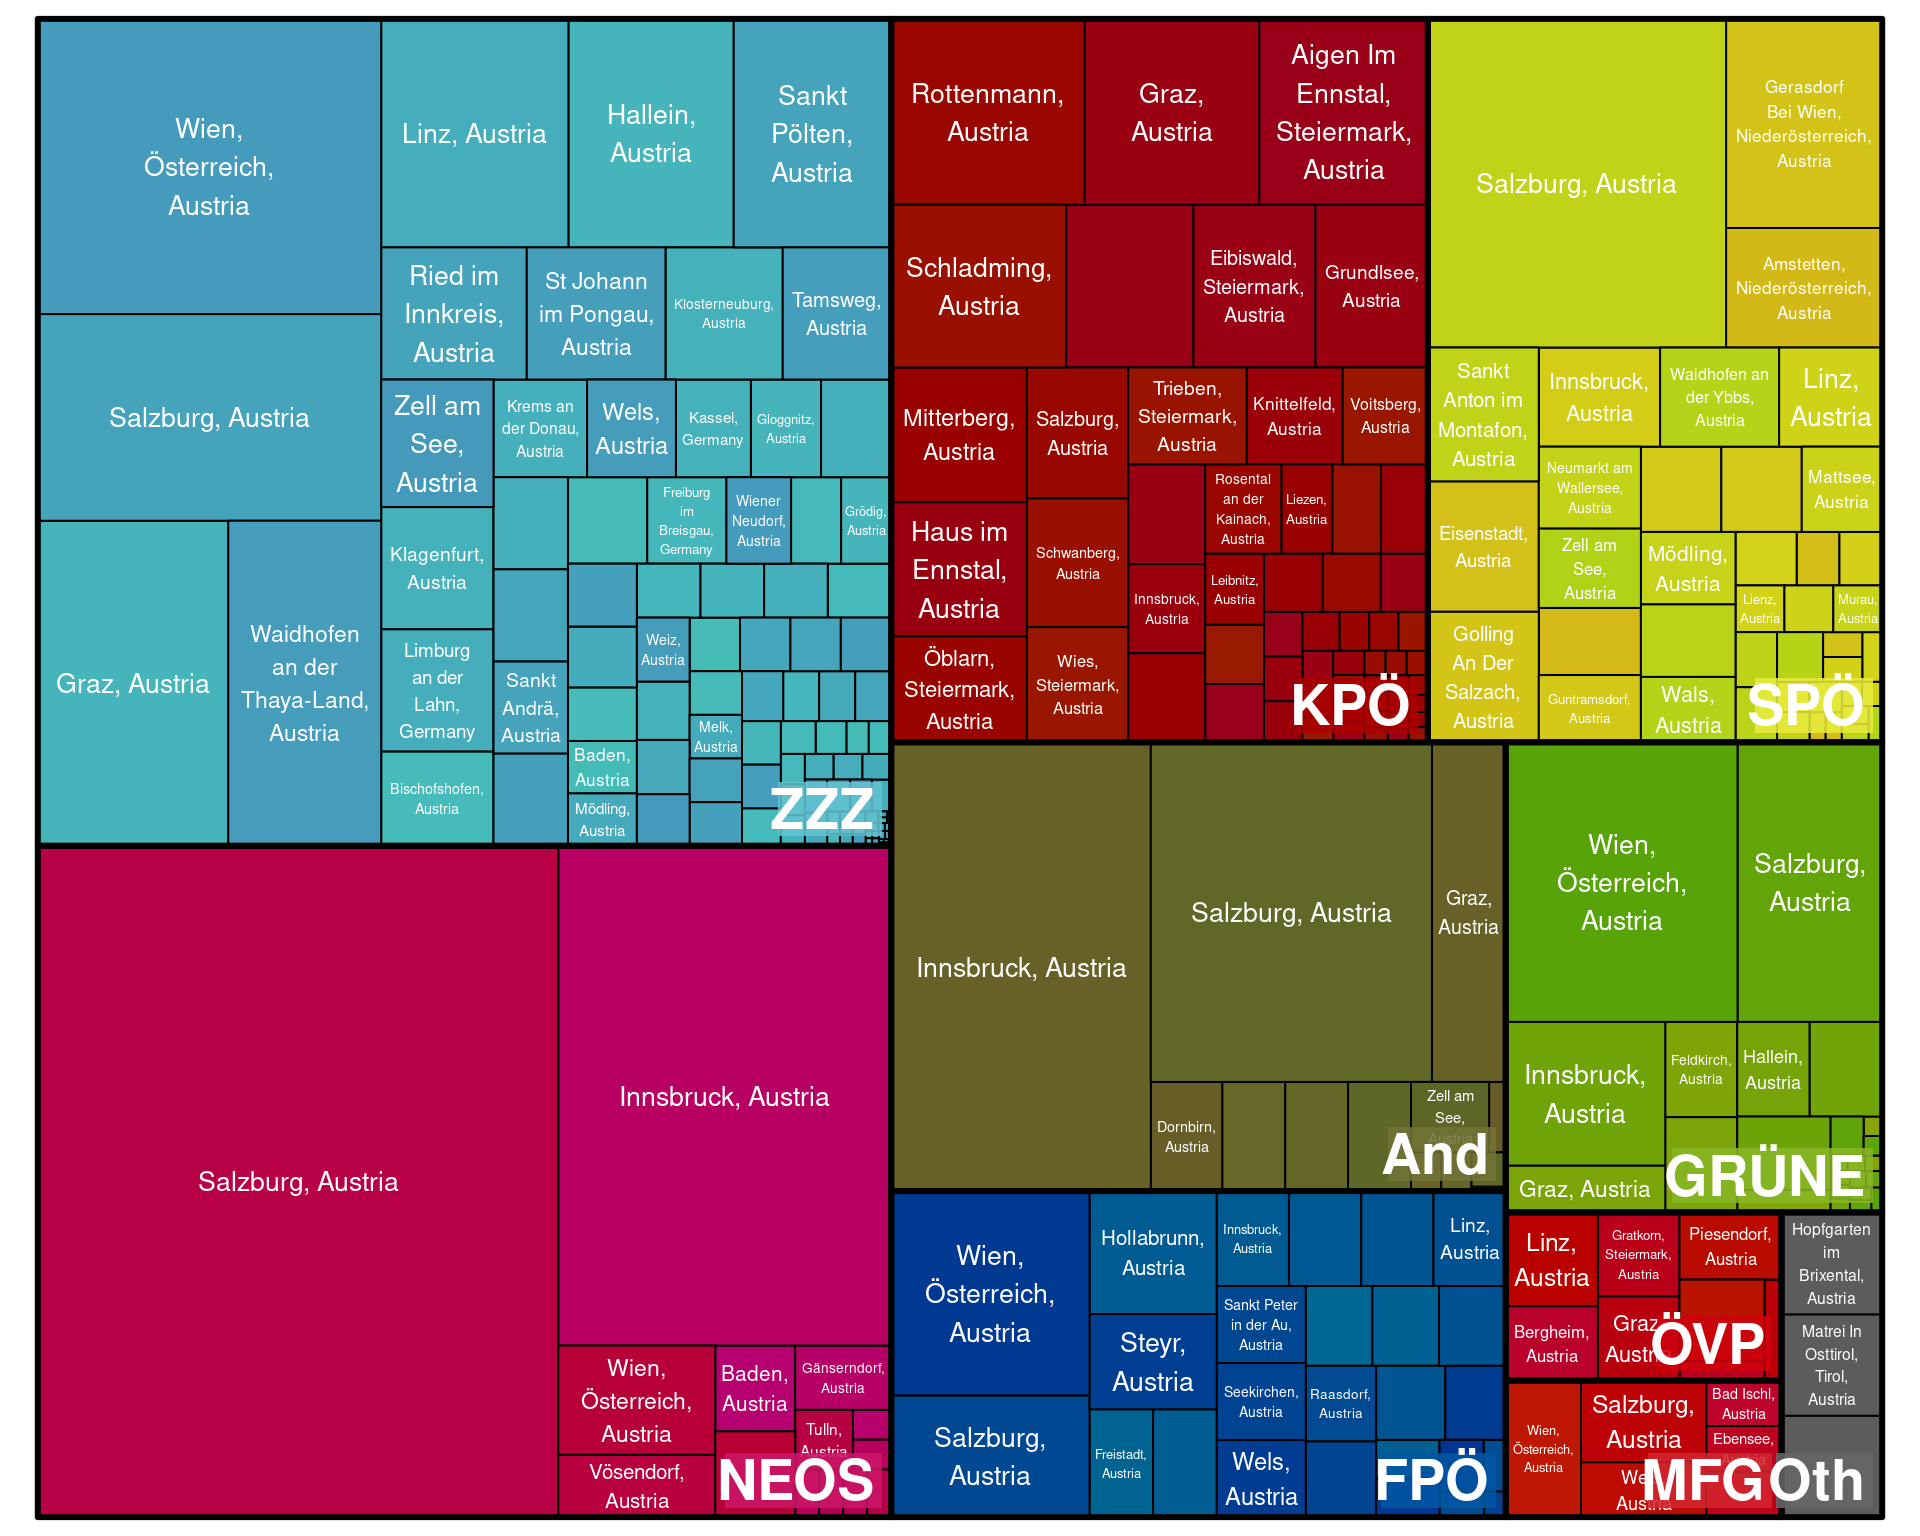 Wien,
Österreich,
Austria
Linz, Austria
Hallein,
Austria
Sankt
Pölten,
Austria
Ried im
Innkreis,
Austria
St Johann
im Pongau,
Austria
Klosterneuburg,
Austria
Tamsweg,
Austria
Salzburg, Austria
Zell am
See,
Austria
Krems an
der Donau,
Austria
Wels,
Austria
Kassel,
Germany
Gloggnitz,
Austria
Freiburg
im
Breisgau,
Germany
Wiener
Neudorf,
Austria
Grödig,
Austria
Graz, Austria
Waidhofen
an der
Thaya-Land,
Austria
Klagenfurt,
Austria
Limburg
an der
Lahn,
Germany
Sankt
Andrä,
Austria
Weiz,
Austria
Melk,
Austria
Bischofshofen,
Austria
Baden,
Austria
Mödling,
Austria
ZZZ
Rottenmann,
Austria
Graz,
Austria
Aigen Im
Ennstal,
Steiermark,
Austria
Schladming,
Austria
Eibiswald,
Steiermark,
Austria
Grundlsee,
Austria
Mitterberg,
Austria
Salzburg,
Austria
Trieben,
Steiermark,
Austria
Knittelfeld,
Austria
Voitsberg,
Austria
Rosental
an der
Kainach,
Austria
Liezen,
Austria
Haus im
Ennstal,
Austria
Schwanberg,
Austria
Innsbruck,
Austria
Leibnitz,
Austria
Öblarn,
Steiermark,
Austria
Wies,
Steiermark,
Austria
KPÖ
Salzburg, Austria
Gerasdorf
Bei Wien,
Niederösterreich,
Austria
Amstetten,
Niederösterreich,
Austria
Sankt
Anton im
Montafon,
Austria
Innsbruck,
Austria
Waidhofen an
der Ybbs,
Austria
Linz,
Austria
Neumarkt am
Wallersee,
Austria
Mattsee,
Austria
Eisenstadt,
Austria
Zell am
See,
Austria
Mödling,
Austria
Lienz,
Austria
Murau,
Austria
Golling
An Der
Salzach,
Austria
Guntramsdorf,
Austria
Wals,
Austria
SPÖ
Salzburg, Austria
Innsbruck, Austria
Wien,
Österreich,
Austria
Baden,
Austria
Gänserndorf,
Austria
Tulln,
Austria
Vösendorf,
Austria
NEOS
Innsbruck, Austria
Salzburg, Austria
Graz,
Austria
Dornbirn,
Austria
Zell am
See,
Austria
And
Wien,
Österreich,
Austria
Salzburg,
Austria
Innsbruck,
Austria
Feldkirch,
Austria
Hallein,
Austria
Graz, Austria
GRÜNE
Wien,
Österreich,
Austria
Hollabrunn,
Austria
Innsbruck,
Austria
Linz,
Austria
Steyr,
Austria
Sankt Peter
in der Au,
Austria
Seekirchen,
Austria
Raasdorf,
Austria
Salzburg,
Austria
Freistadt,
Austria
Wels,
Austria
FPÖ
Linz,
Austria
Gratkorn,
Steiermark,
Austria
Piesendorf,
Austria
Bergheim,
Austria
Graz,
Austria
ÖVP
Wien,
Österreich,
Austria
Salzburg,
Austria
Bad Ischl,
Austria
Ebensee,
Austria
MFG
Hopfgarten
im
Brixental,
Austria
Matrei In
Osttirol,
Tirol,
Austria
Oth